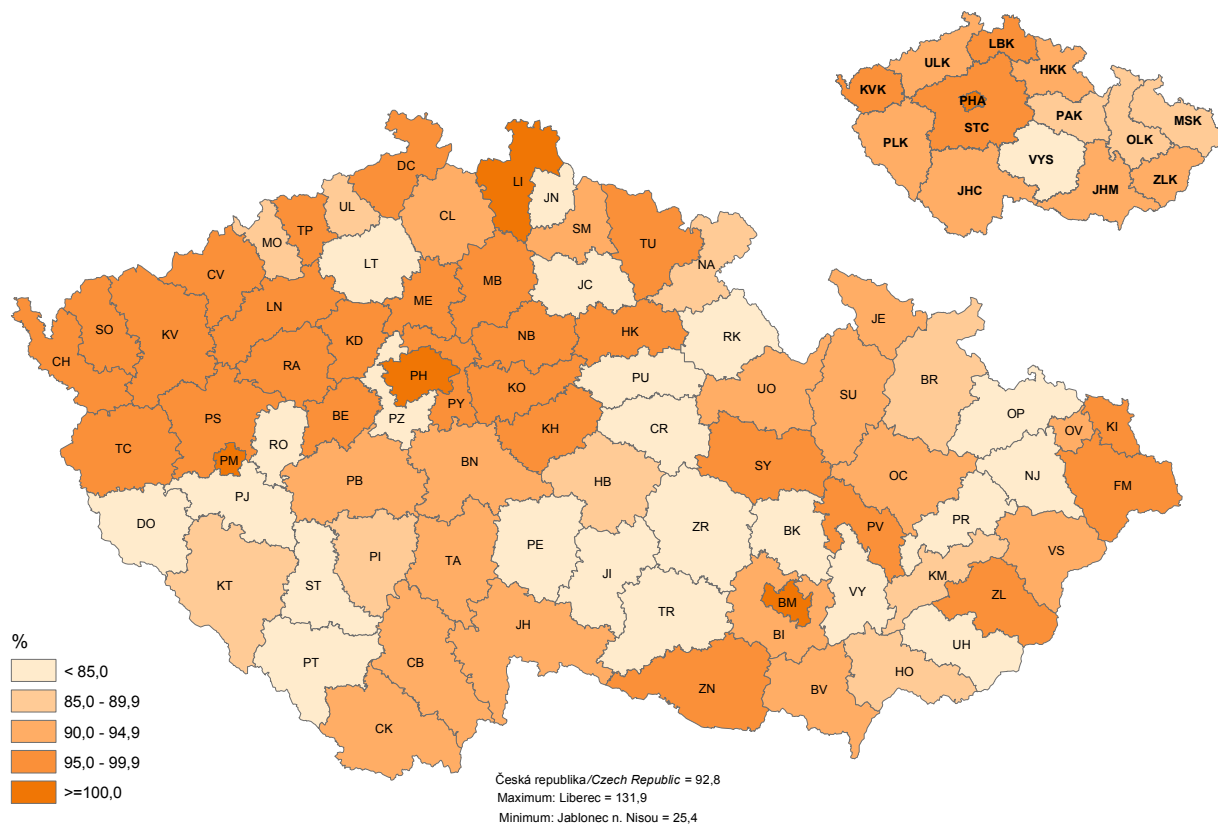 LBK
ULK
HKK
KVK
PHA
PAK
MSK
STC
OLK
PLK
VYS
ZLK
JHC
JHM
DC
LI
JN
UL
CL
TP
SM
TU
MO
NA
LT
CV
JC
MB
ME
LN
SO
KV
NB
HK
JE
KD
RK
CH
RA
PH
PU
BR
KO
UO
SU
PY
OP
PS
BE
PZ
CR
KI
RO
KH
OV
TC
PM
SY
BN
OC
NJ
PB
HB
FM
PJ
DO
PV
PR
ZR
BK
PE
VS
PI
TA
JI
KM
KT
ST
VY
ZL
BM
TR
JH
BI
UH
PT
CB
HO
ZN
BV
CK
%
< 85,0
85,0 - 89,9
90,0 - 94,9
95,0 - 99,9
>=100,0
Česká republika/Czech Republic = 92,8
Maximum: Liberec = 131,9
Minimum: Jablonec n. Nisou = 25,4